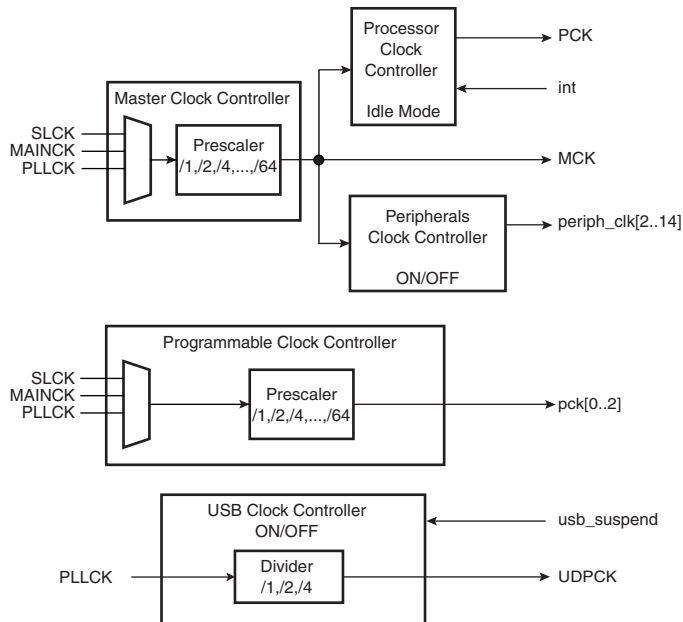 Processor
Clock
Controller
Idle Mode
PCK
int
Master Clock Controller
SLCK
MAINCK
PLLCK
Prescaler
/1,/2,/4,...,/64
MCK
Peripherals
Clock Controller
ON/OFF
periph_clk[2..14]
Programmable Clock Controller
SLCK
MAINCK
PLLCK
Prescaler
/1,/2,/4,...,/64
pck[0..2]
USB Clock Controller
ON/OFF
usb_suspend
PLLCK
Divider
/1,/2,/4
UDPCK